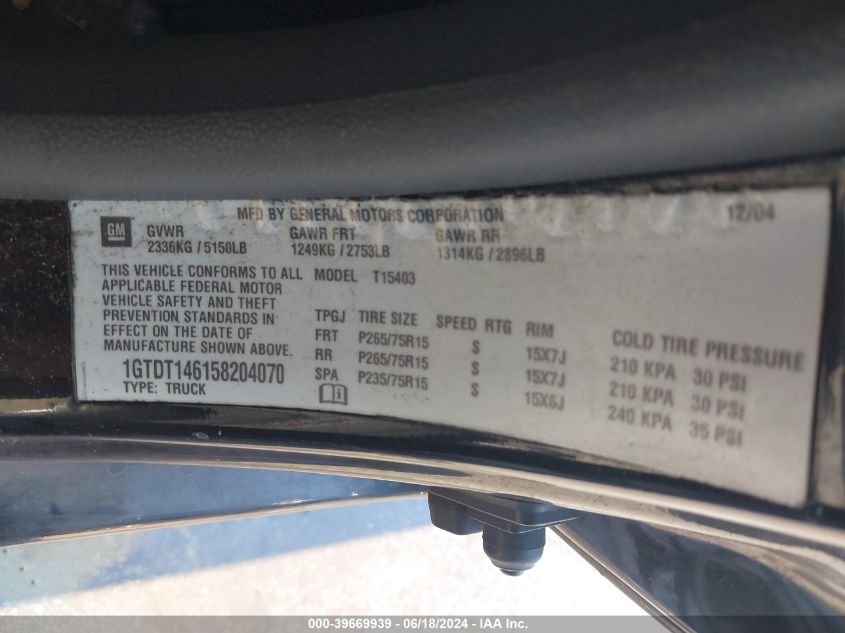 MFD BY GENERAL MOTORS CORPORATION 12/04
GM
GVWR GAWR FRT GAWR RR
2336KG / 5150LB 1249KG / 2753LB 1314KG / 2896LB
THIS VEHICLE CONFORMS TO ALL
APPLICABLE FEDERAL MOTOR
VEHICLE SAFETY AND THEFT
PREVENTION STANDARDS IN
EFFECT ON THE DATE OF
MANUFACTURE SHOWN ABOVE.
1GTDT146158204070
TYPE: TRUCK
MODEL T15403
TPGJ TIRE SIZE SPEED RTG RIM COLD TIRE PRESSURE
FRT P265/75R15 S 15X7J 210 KPA 30 PSI
RR P265/75R15 S 15X7J 210 KPA 30 PSI
SPA P235/75R15 S 15X6J 240 KPA 35 PSI
000-39669939 - 06/18/2024 - IAA Inc.